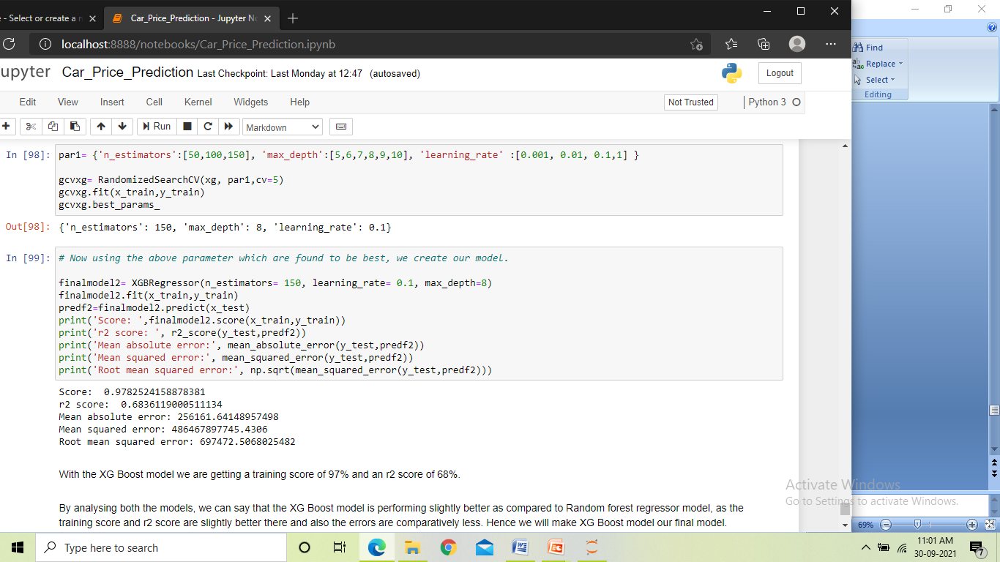 - Select or create a n
Car_Price_Prediction - Jupyter No
localhost:8888/notebooks/Car_Price_Prediction.ipynb
upyter Car_Price_Prediction Last Checkpoint: Last Monday at 12:47 (autosaved)
Logout
Edit View Insert Cell Kernel Widgets Help
Not Trusted
Python 3
Run
Markdown
In [98]: par1= {'n_estimators':[50,100,150], 'max_depth':[5,6,7,8,9,10], 'learning_rate' :[0.001, 0.01, 0.1,1] }
gcvxg= RandomizedSearchCV(xg, par1,cv=5)
gcvxg.fit(x_train,y_train)
gcvxg.best_params_
Out[98]: {'n_estimators': 150, 'max_depth': 8, 'learning_rate': 0.1}
In [99]: # Now using the above parameter which are found to be best, we create our model.
finalmodel2= XGBRegressor(n_estimators= 150, learning_rate= 0.1, max_depth=8)
finalmodel2.fit(x_train,y_train)
predf2=finalmodel2.predict(x_test)
print('Score: ',finalmodel2.score(x_train,y_train))
print('r2 score: ', r2_score(y_test,predf2))
print('Mean absolute error:', mean_absolute_error(y_test,predf2))
print('Mean squared error:', mean_squared_error(y_test,predf2))
print('Root mean squared error:', np.sqrt(mean_squared_error(y_test,predf2)))
Score: 0.9782524158878381
r2 score: 0.6836119000511134
Mean absolute error: 256161.64148957498
Mean squared error: 486467897745.4306
Root mean squared error: 697472.5068025482
With the XG Boost model we are getting a training score of 97% and an r2 score of 68%.
By analysing both the models, we can say that the XG Boost model is performing slightly better as compared to Random forest regressor model, as the
training score and r2 score are slightly better there and also the errors are comparatively less. Hence we will make XG Boost model our final model.
Find
Replace
Select
Editing
Activate Windows
Go to Settings to activate Windows.
69%
Type here to search
11:01 AM
30-09-2021
7